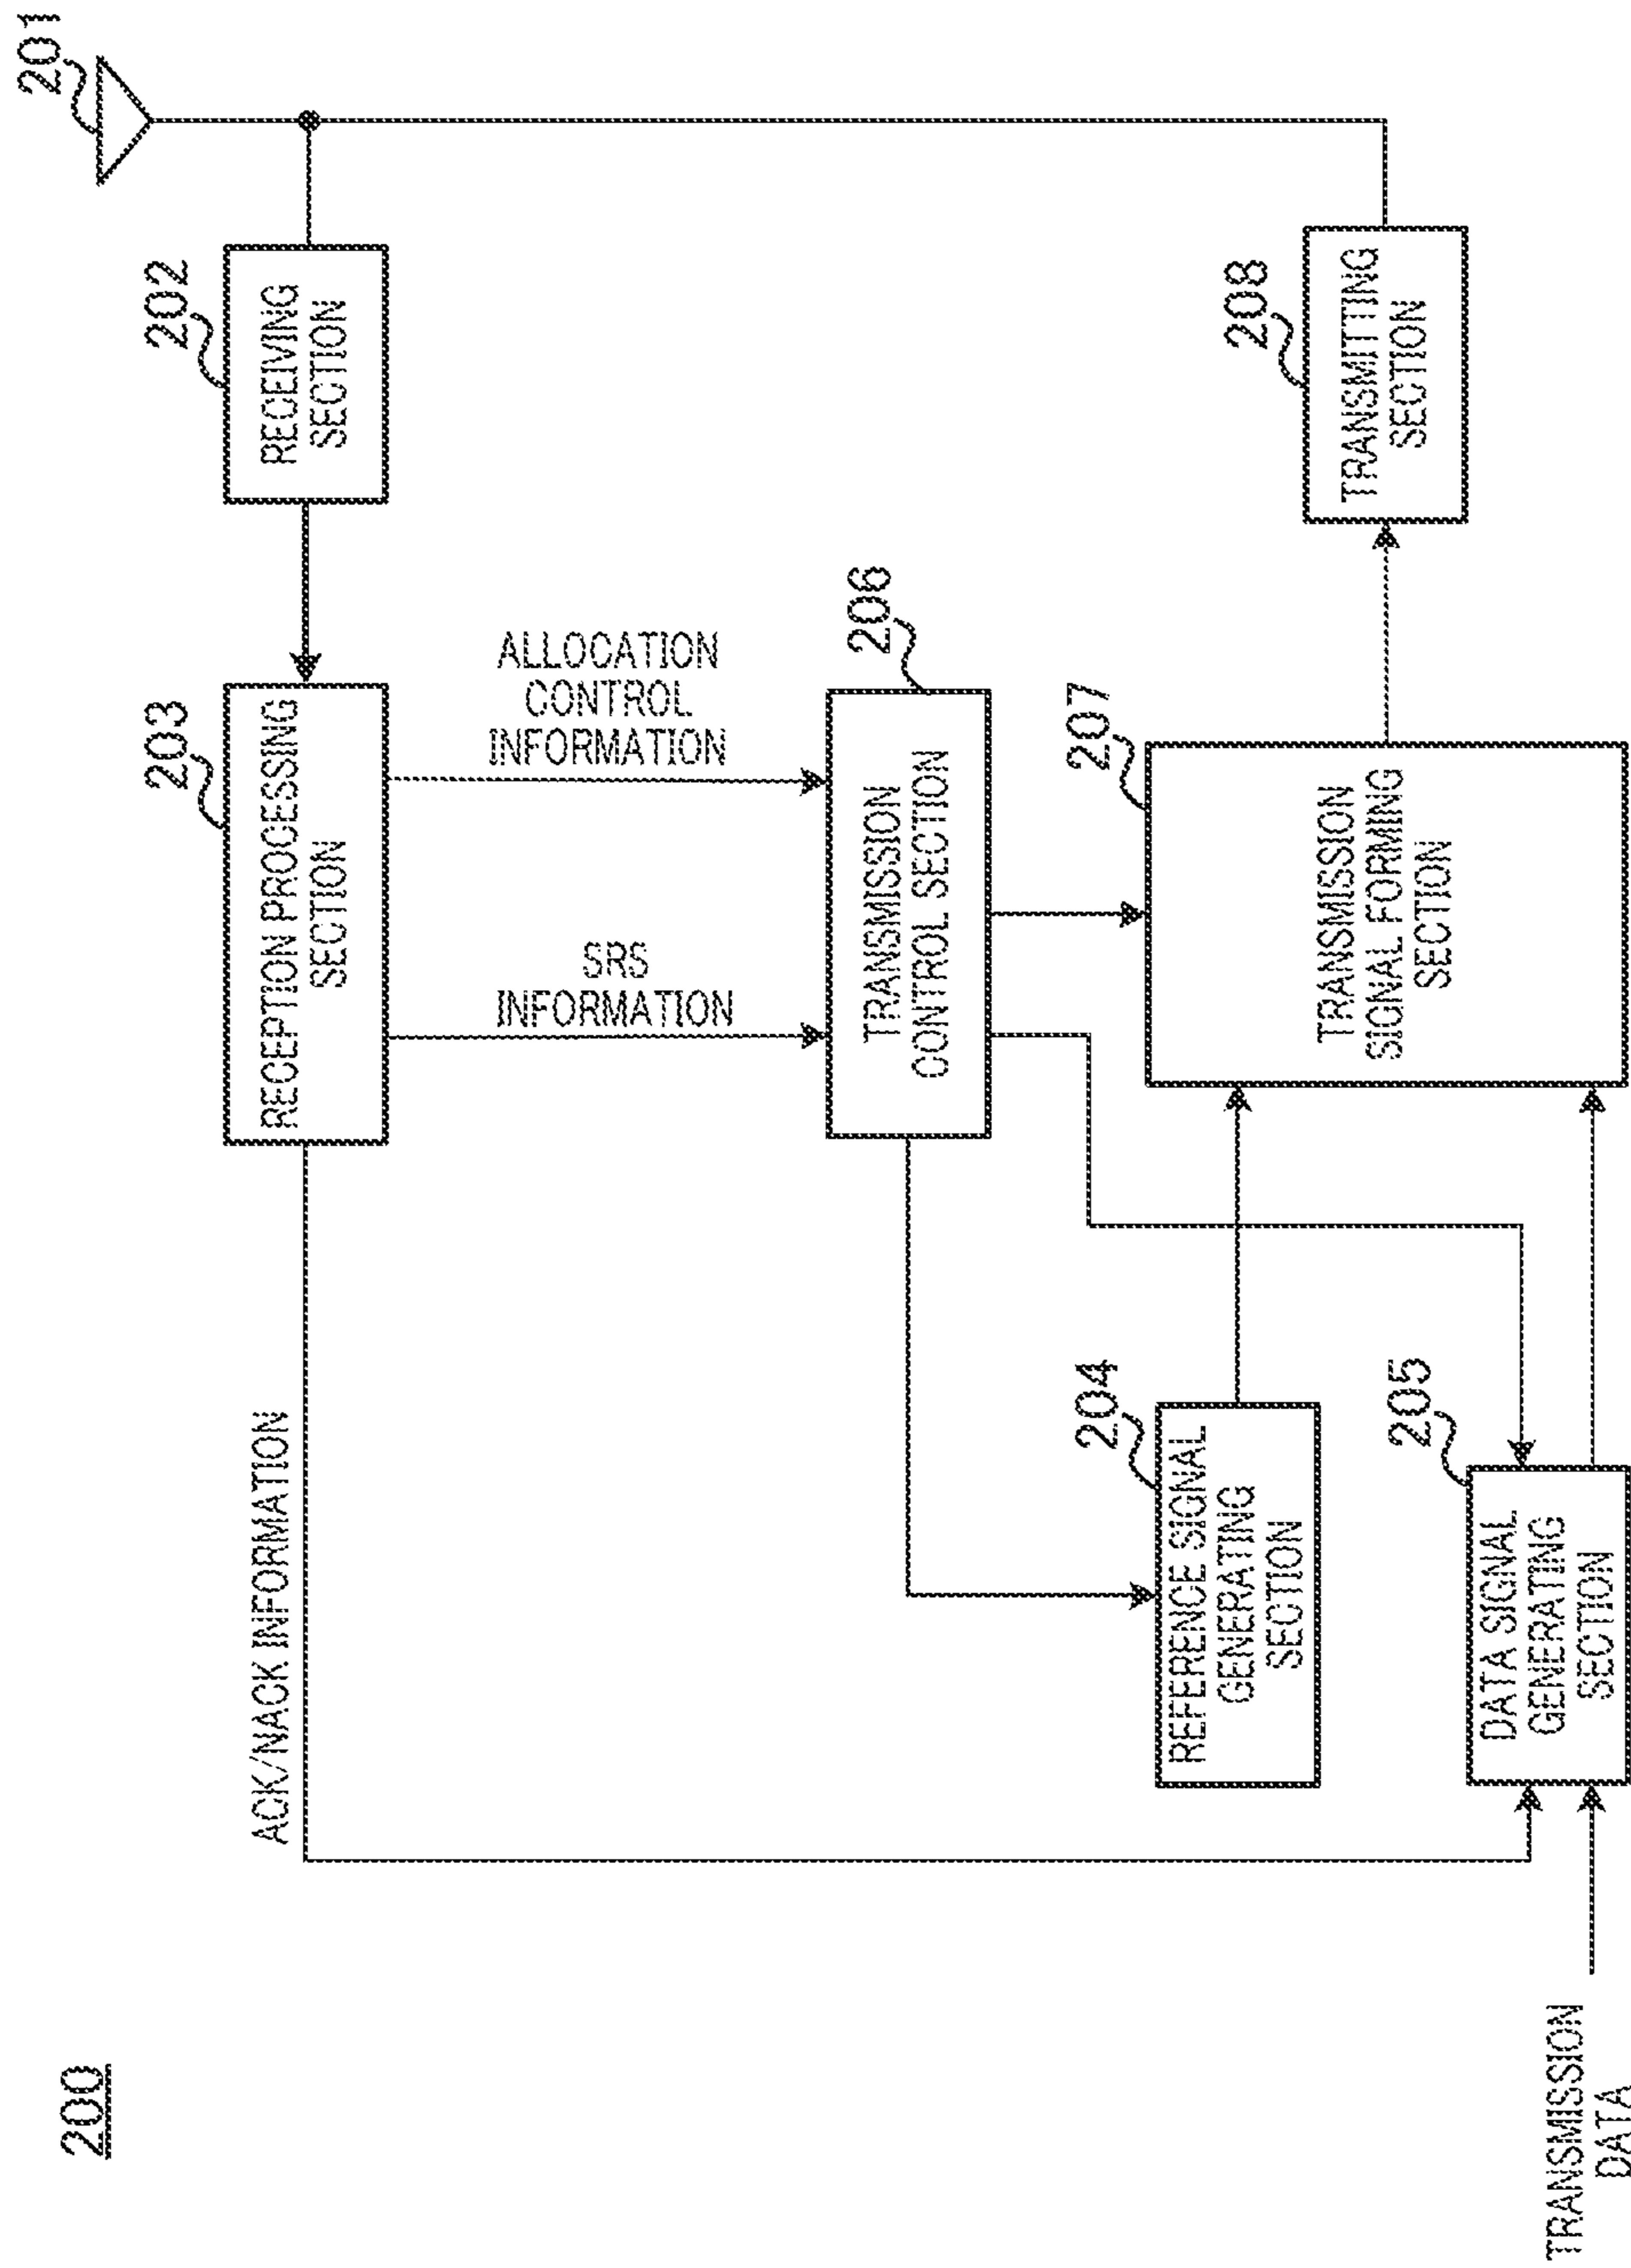 200
201
202
RECEIVING
SECTION
203
RECEPTION PROCESSING
SECTION
ACK/NACK INFORMATION
ALLOCATION
CONTROL
INFORMATION
SRS
INFORMATION
206
TRANSMISSION
CONTROL SECTION
208
TRANSMITTING
SECTION
207
TRANSMISSION
SIGNAL FORMING
SECTION
204
REFERENCE SIGNAL
GENERATING
SECTION
205
DATA SIGNAL
GENERATING
SECTION
TRANSMISSION
DATA